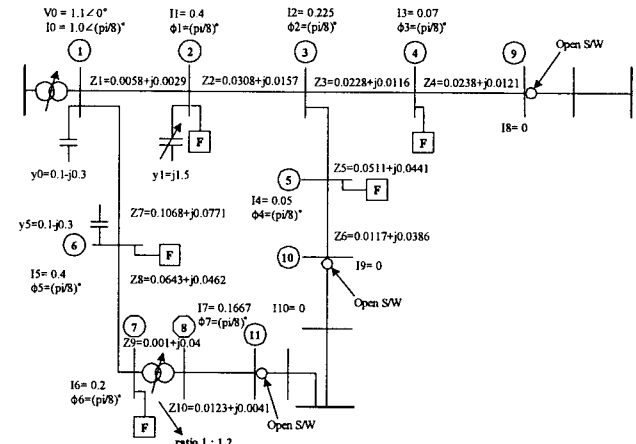 V0 = 1.1∠0°
I0 = 1.0∠(pi/8)°
I1 = 0.4
ϕ1=(pi/8)°
I2 = 0.225
ϕ2=(pi/8)°
I3 = 0.07
ϕ3=(pi/8)°
Open S/W
1
2
3
4
9
Z1=0.0058+j0.0029
Z2=0.0308+j0.0157
Z3=0.0228+j0.0116
Z4=0.0238+j0.0121
I8= 0
F
F
y0=0.1-j0.3
y1=j1.5
Z5=0.0511+j0.0441
5
F
I4= 0.05
ϕ4=(pi/8)°
Z7=0.1068+j0.0771
y5=0.1-j0.3
6
F
Z6=0.0117+j0.0386
10
I9= 0
I5= 0.4
ϕ5=(pi/8)°
Z8=0.0643+j0.0462
Open S/W
I7= 0.1667
ϕ7=(pi/8)°
I10= 0
7
8
11
Z9=0.001+j0.04
I6= 0.2
ϕ6=(pi/8)°
F
Z10=0.0123+j0.0041
Open S/W
ratio 1 : 1.2